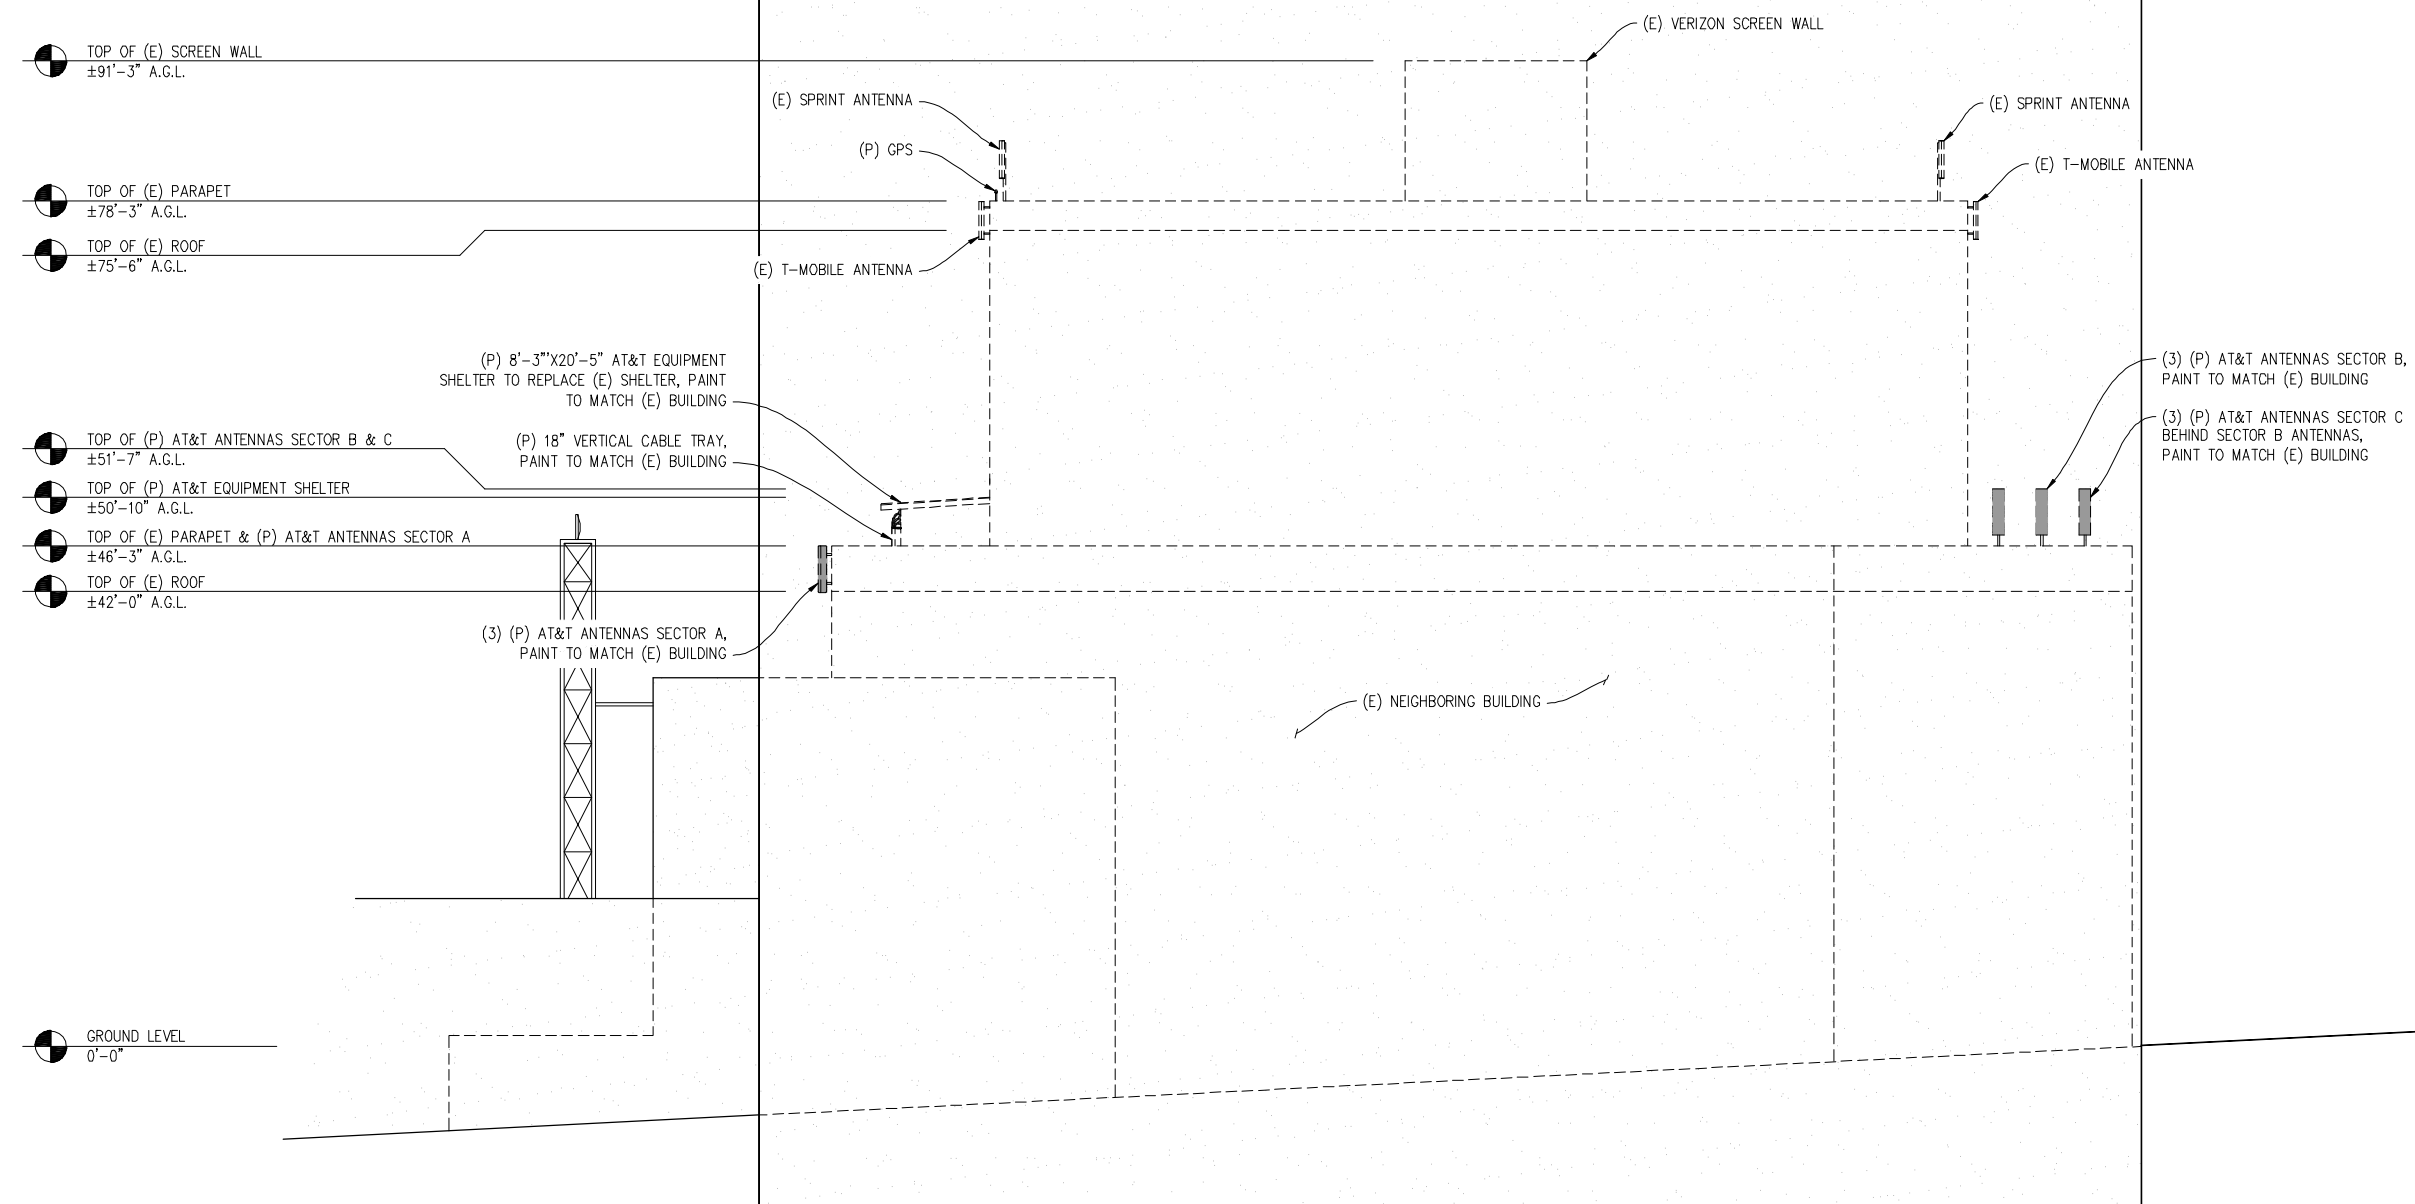 TOP OF (E) SCREEN WALL
±91'-3" A.G.L.
TOP OF (E) PARAPET
±78'-3" A.G.L.
TOP OF (E) ROOF
±75'-6" A.G.L.
TOP OF (P) AT&T ANTENNAS SECTOR B & C
±51'-7" A.G.L.
TOP OF (P) AT&T EQUIPMENT SHELTER
±50'-10" A.G.L.
TOP OF (E) PARAPET & (P) AT&T ANTENNAS SECTOR A
±46'-3" A.G.L.
TOP OF (E) ROOF
±42'-0" A.G.L.
GROUND LEVEL
0'-0"
(E) VERIZON SCREEN WALL
(E) SPRINT ANTENNA
(P) GPS
(E) T-MOBILE ANTENNA
(E) SPRINT ANTENNA
(E) T-MOBILE ANTENNA
(P) 8'-3"'X20'-5" AT&T EQUIPMENT
SHELTER TO REPLACE (E) SHELTER, PAINT
TO MATCH (E) BUILDING
(P) 18" VERTICAL CABLE TRAY,
PAINT TO MATCH (E) BUILDING
(3) (P) AT&T ANTENNAS SECTOR A,
PAINT TO MATCH (E) BUILDING
(3) (P) AT&T ANTENNAS SECTOR B,
PAINT TO MATCH (E) BUILDING
(3) (P) AT&T ANTENNAS SECTOR C
BEHIND SECTOR B ANTENNAS,
PAINT TO MATCH (E) BUILDING
(E) NEIGHBORING BUILDING